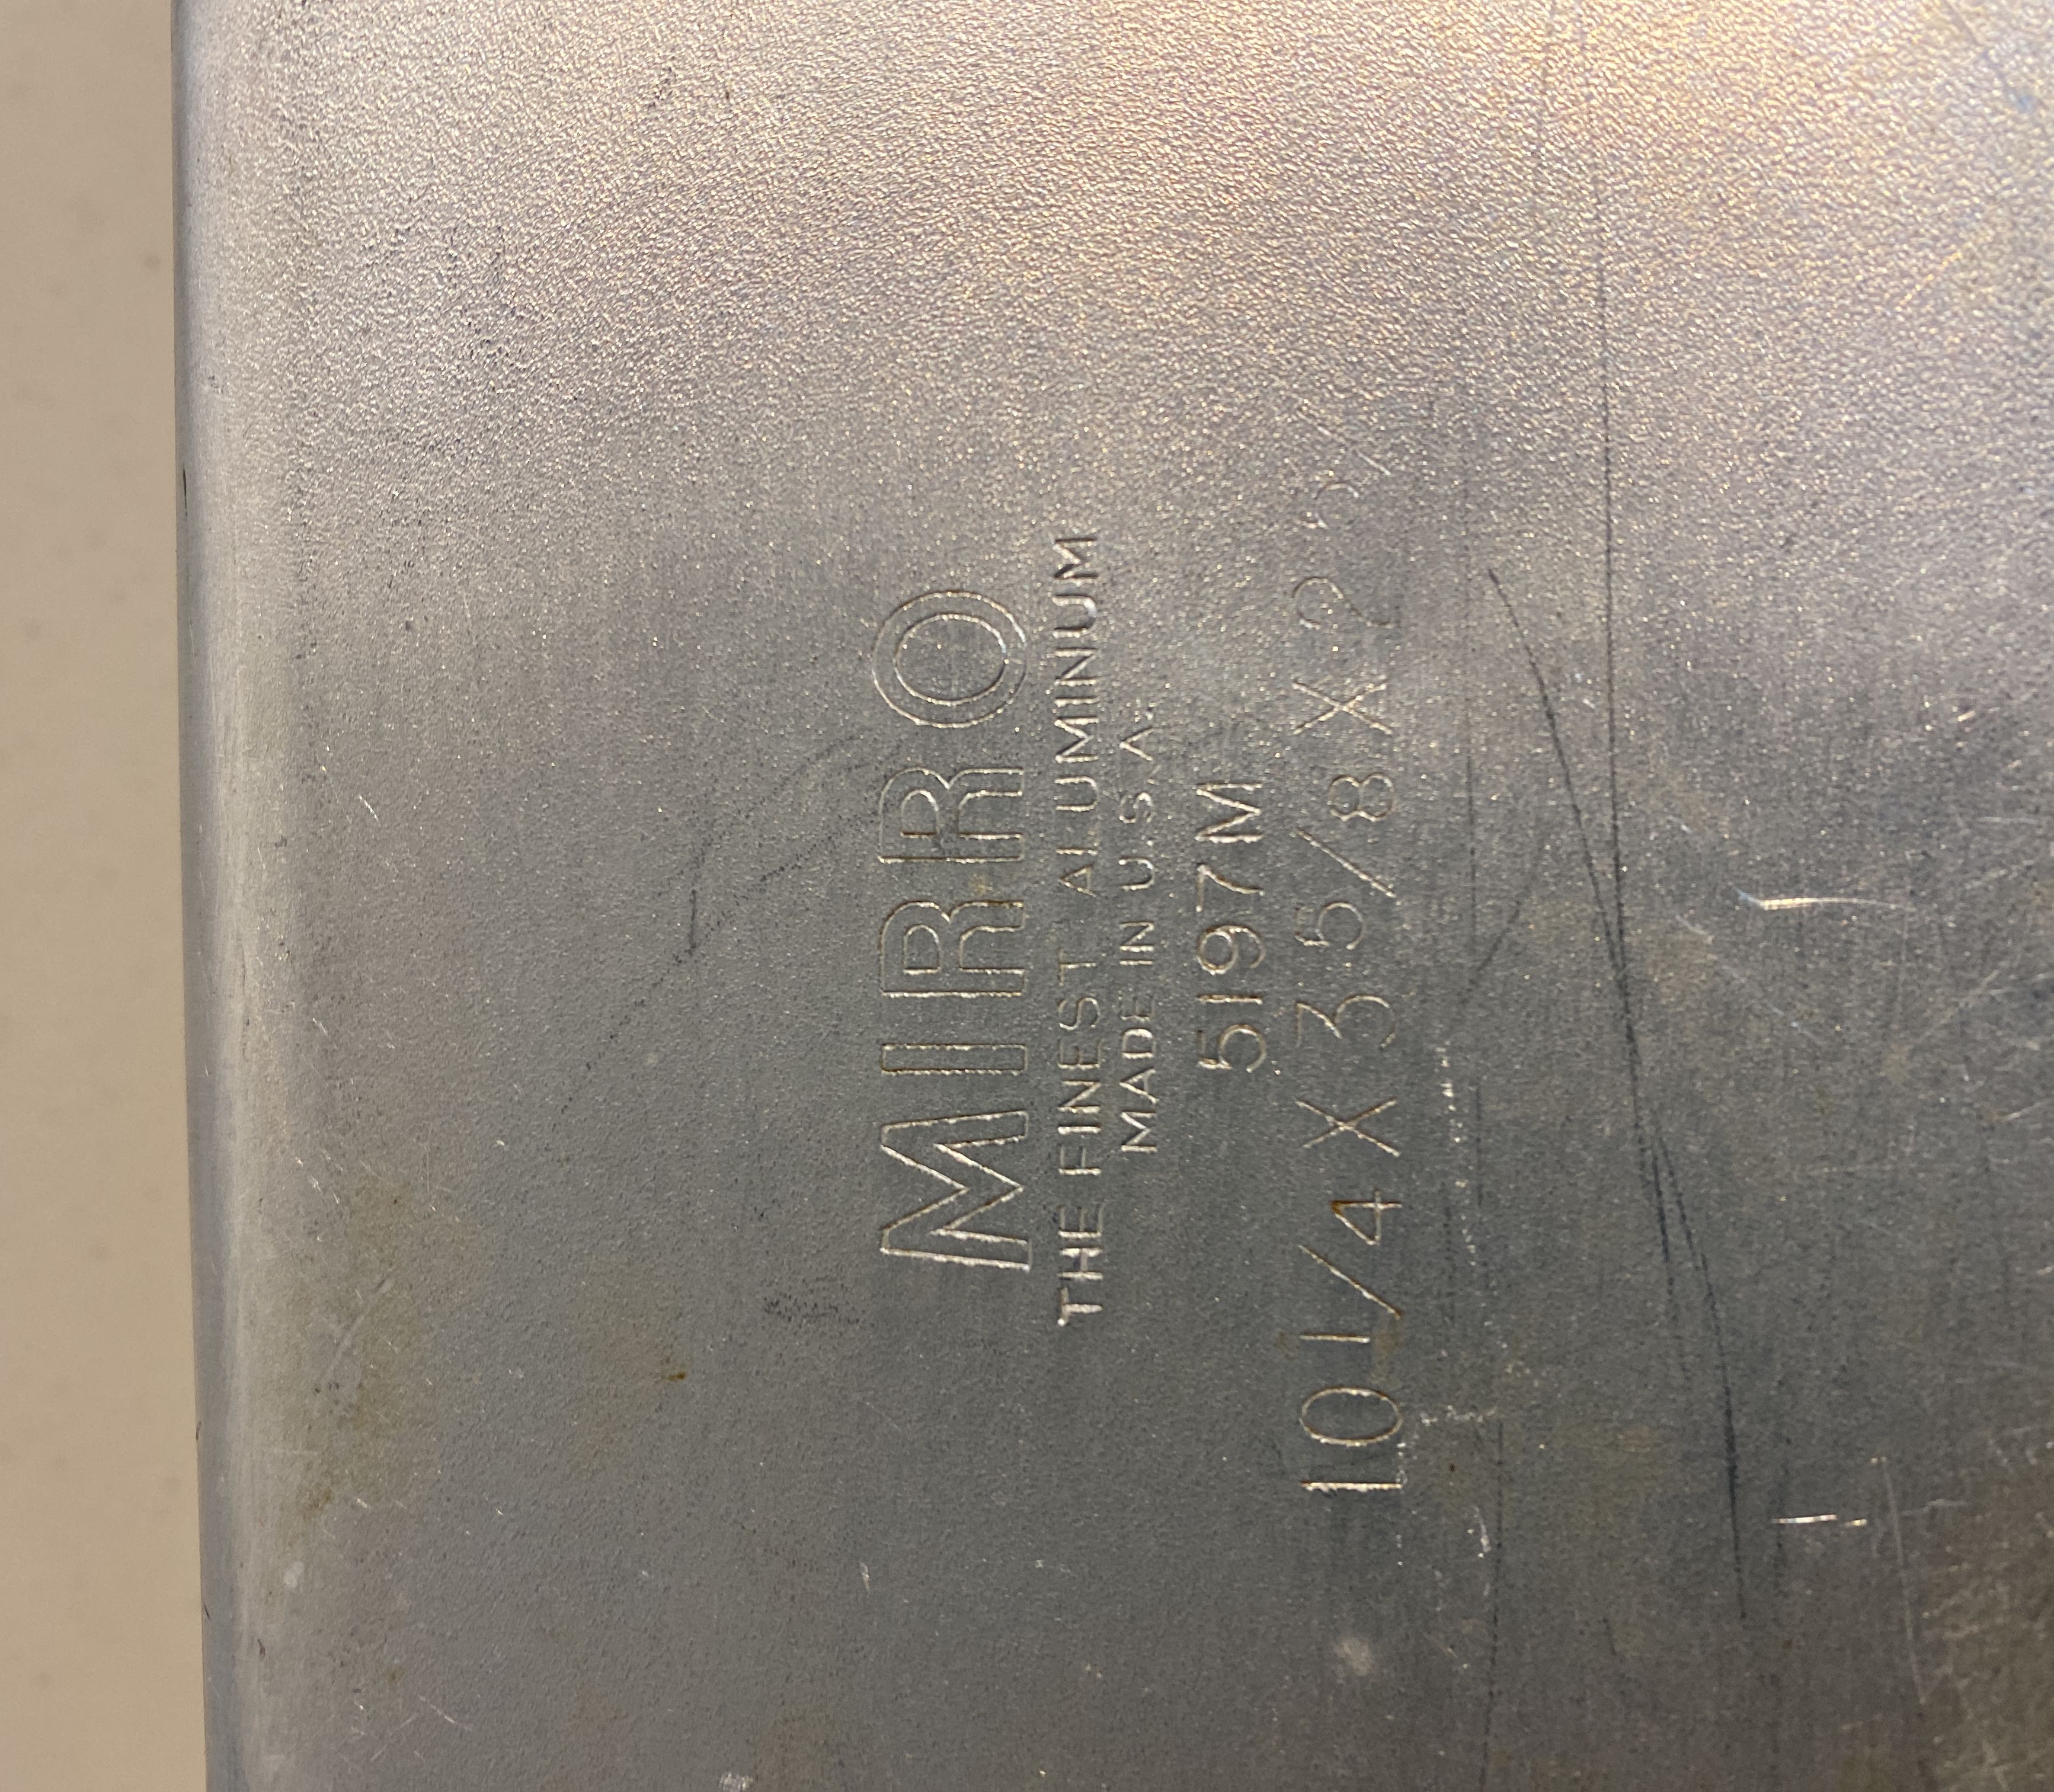 MIRRO
THE FINEST ALUMINUM
MADE IN U.S.A.
5197M
10 1/4 X 3 5/8 X 2